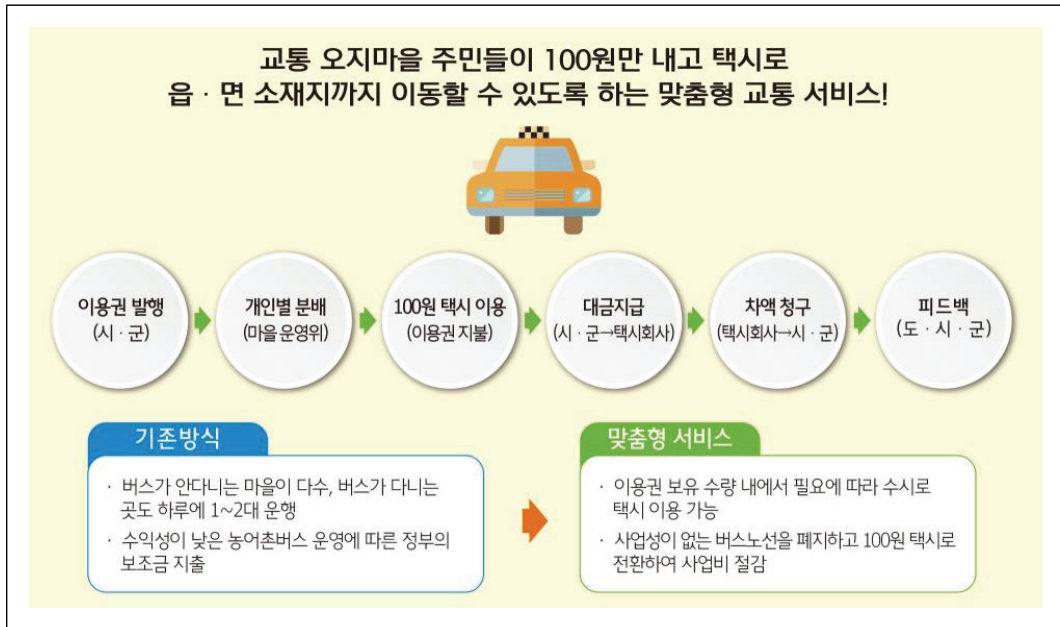 교통 오지마을 주민들이 100원만 내고 택시로
읍 · 면 소재지까지 이동할 수 있도록 하는 맞춤형 교통 서비스!
이용권 발행
(시 · 군)
개인별 분배
(마을 운영위)
100원 택시 이용
(이용권 지불)
대금지급
(시 · 군→택시회사)
차액 청구
(택시회사→시 · 군)
피드백
(도 · 시 · 군)
기존방식
· 버스가 안다니는 마을이 다수, 버스가 다니는
곳도 하루에 1~2대 운행
· 수익성이 낮은 농어촌버스 운영에 따른 정부의
보조금 지출
맞춤형 서비스
· 이용권 보유 수량 내에서 필요에 따라 수시로
택시 이용 가능
· 사업성이 없는 버스노선을 폐지하고 100원 택시로
전환하여 사업비 절감